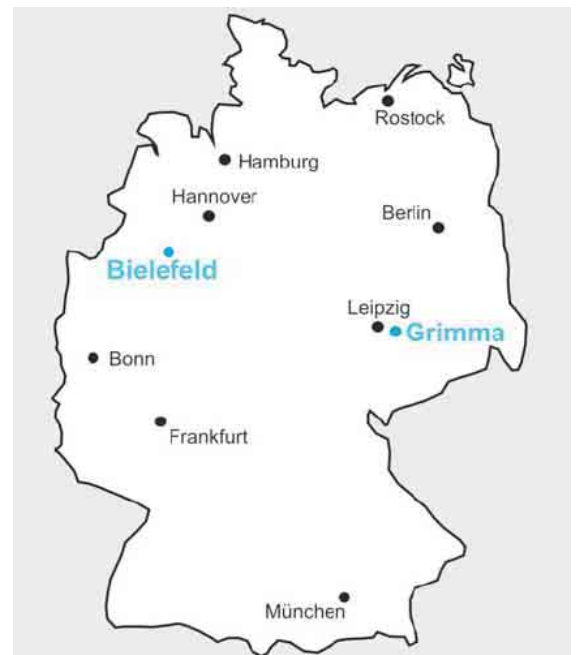 Rostock
Hamburg
Hannover
Berlin
Bielefeld
Leipzig
Grimma
Bonn
Frankfurt
München